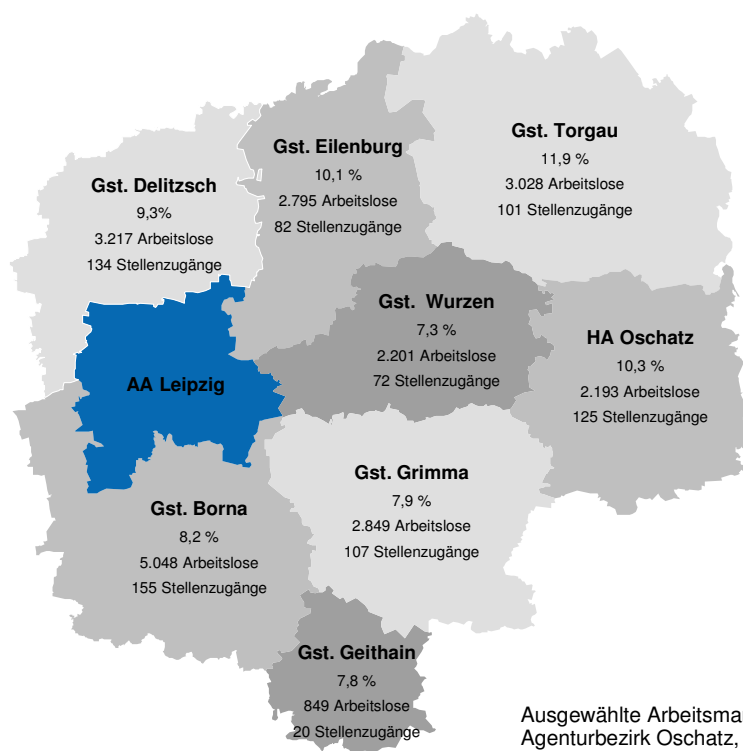 Gst. Torgau
11,9 %
3.028 Arbeitslose
101 Stellenzugänge
Gst. Eilenburg
10,1 %
2.795 Arbeitslose
82 Stellenzugänge
Gst. Delitzsch
9,3%
3.217 Arbeitslose
134 Stellenzugänge
Gst. Wurzen
7,3 %
2.201 Arbeitslose
72 Stellenzugänge
HA Oschatz
10,3 %
2.193 Arbeitslose
125 Stellenzugänge
AA Leipzig
Gst. Grimma
7,9 %
2.849 Arbeitslose
107 Stellenzugänge
Gst. Borna
8,2 %
5.048 Arbeitslose
155 Stellenzugänge
Gst. Geithain
7,8 %
849 Arbeitslose
20 Stellenzugänge
Ausgewählte
Agenturbezirk Oschatz,